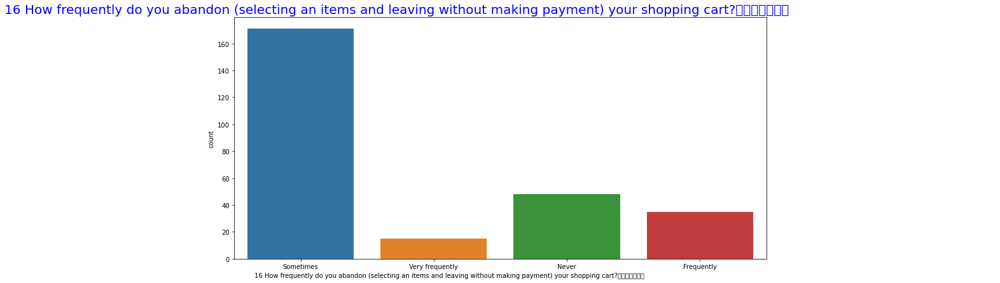 16 How frequently do you abandon (selecting an items and leaving without making payment) your shopping cart?
160
140
120
100
80
60
40
20
0
count
Sometimes Very frequently Never Frequently
16 How frequently do you abandon (selecting an items and leaving without making payment) your shopping cart?